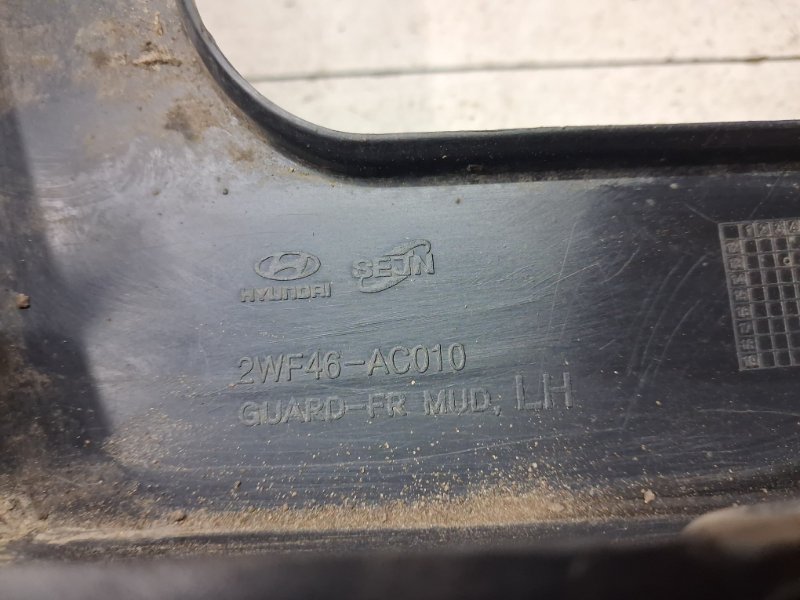 HYUNDAI SEJIN
2WF46-AC010
GUARD-FR MUD, LH